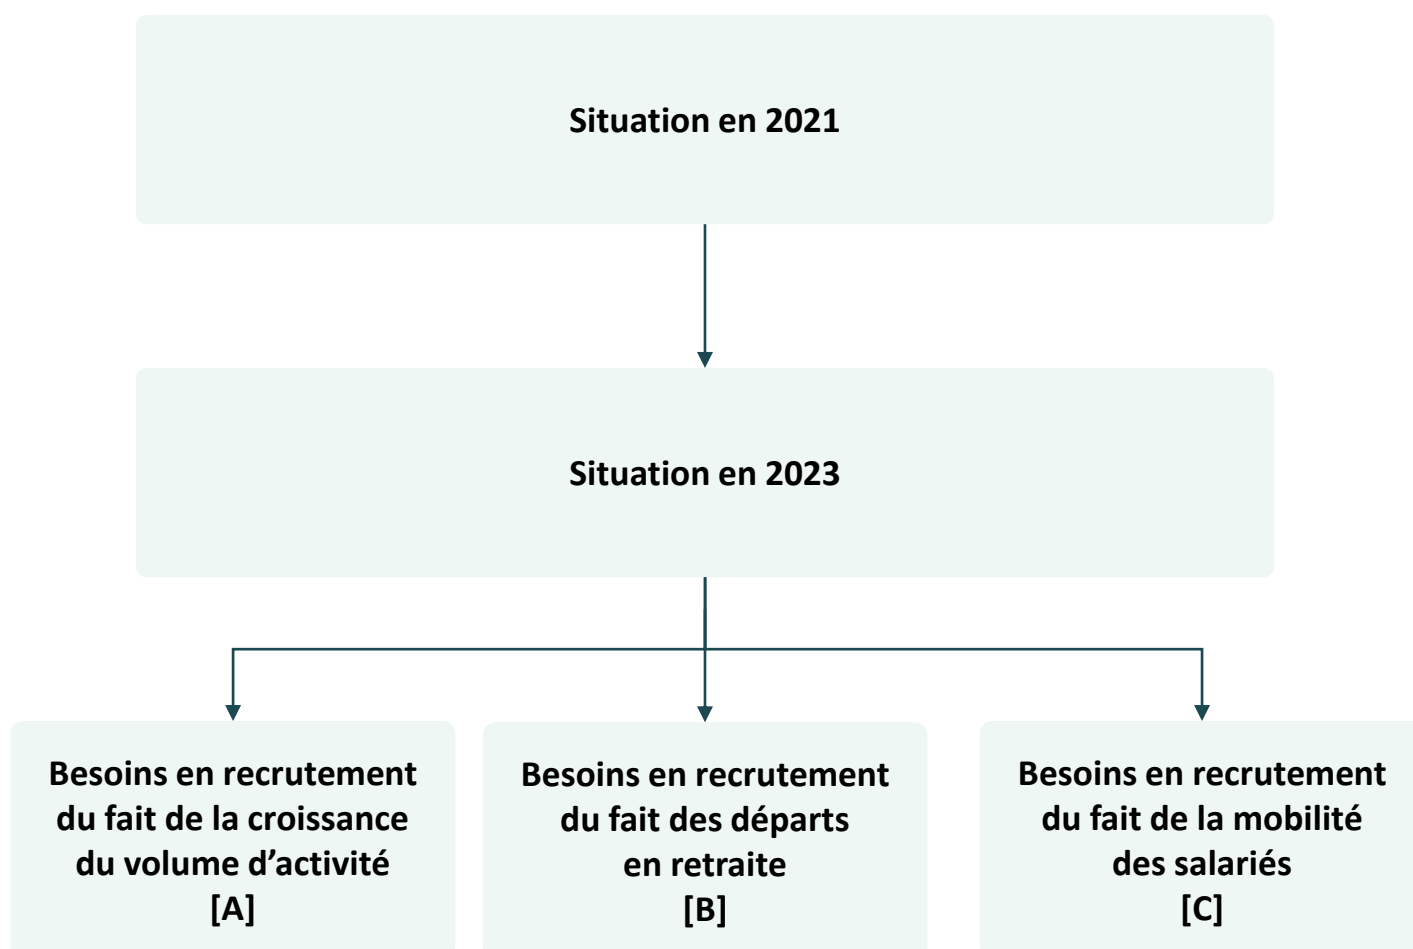 Situation en 2021
Situation en 2023
Besoins en recrutement
du fait de la croissance
du volume d’activité
[A]
Besoins en recrutement
du fait des départs
en retraite
[B]
Besoins en recrutement
du fait de la mobilité
des salariés
[C]